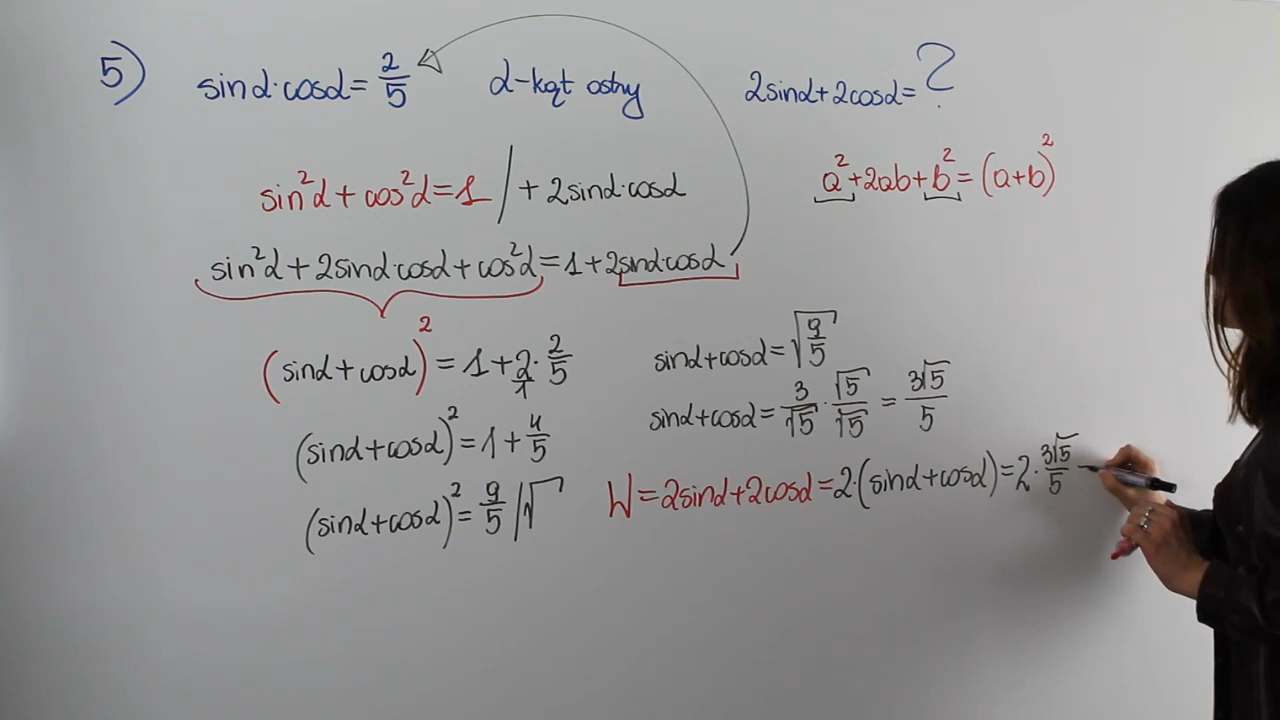 5) sinα·cosα = 2/5 α-kąt ostry 2sinα+2cosα = ?
sin²α + cos²α = 1 / + 2sinα·cosα a²+2ab+b² = (a+b)²
sin²α + 2sinα·cosα + cos²α = 1 + 2sinα·cosα
(sinα + cosα)² = 1 + 2/1 · 2/5
(sinα+cosα)² = 1 + 4/5
(sinα+cosα)² = 9/5 /√
sinα+cosα = √(9/5)
sinα+cosα = 3/√5 · √5/√5 = 3√5/5
W = 2sinα+2cosα = 2·(sinα+cosα) = 2·3√5/5